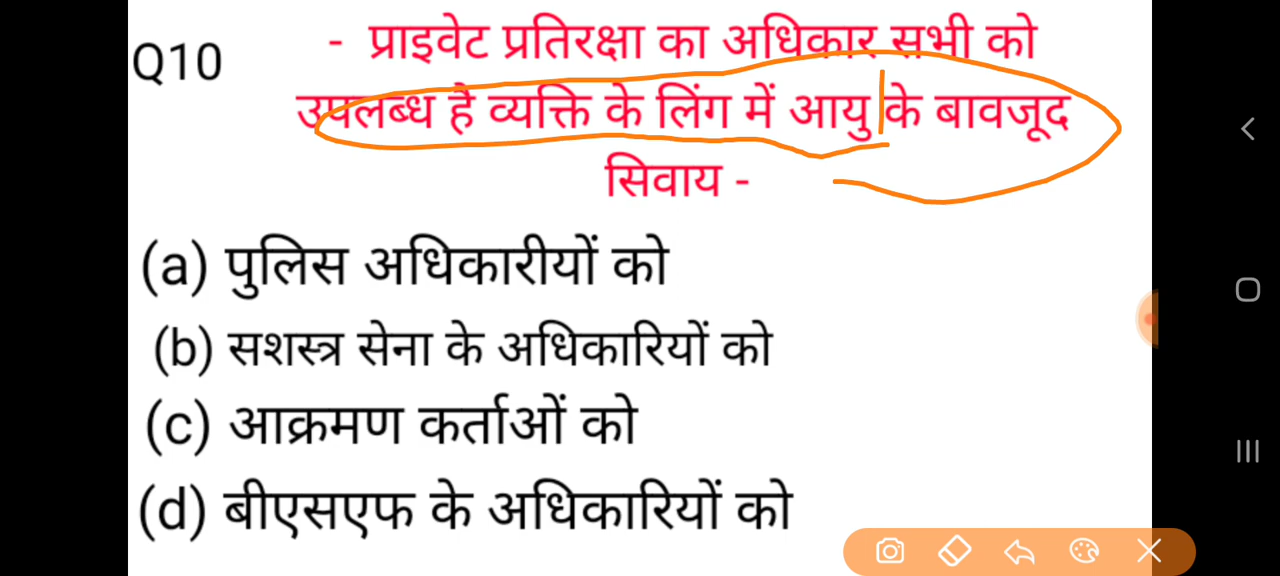 Q10 - प्राइवेट प्रतिरक्षा का अधिकार सभी को
उपलब्ध है व्यक्ति के लिंग में आयु के बावजूद
सिवाय -
(a) पुलिस अधिकारीयों को
(b) सशस्त्र सेना के अधिकारियों को
(c) आक्रमण कर्ताओं को
(d) बीएसएफ के अधिकारियों को